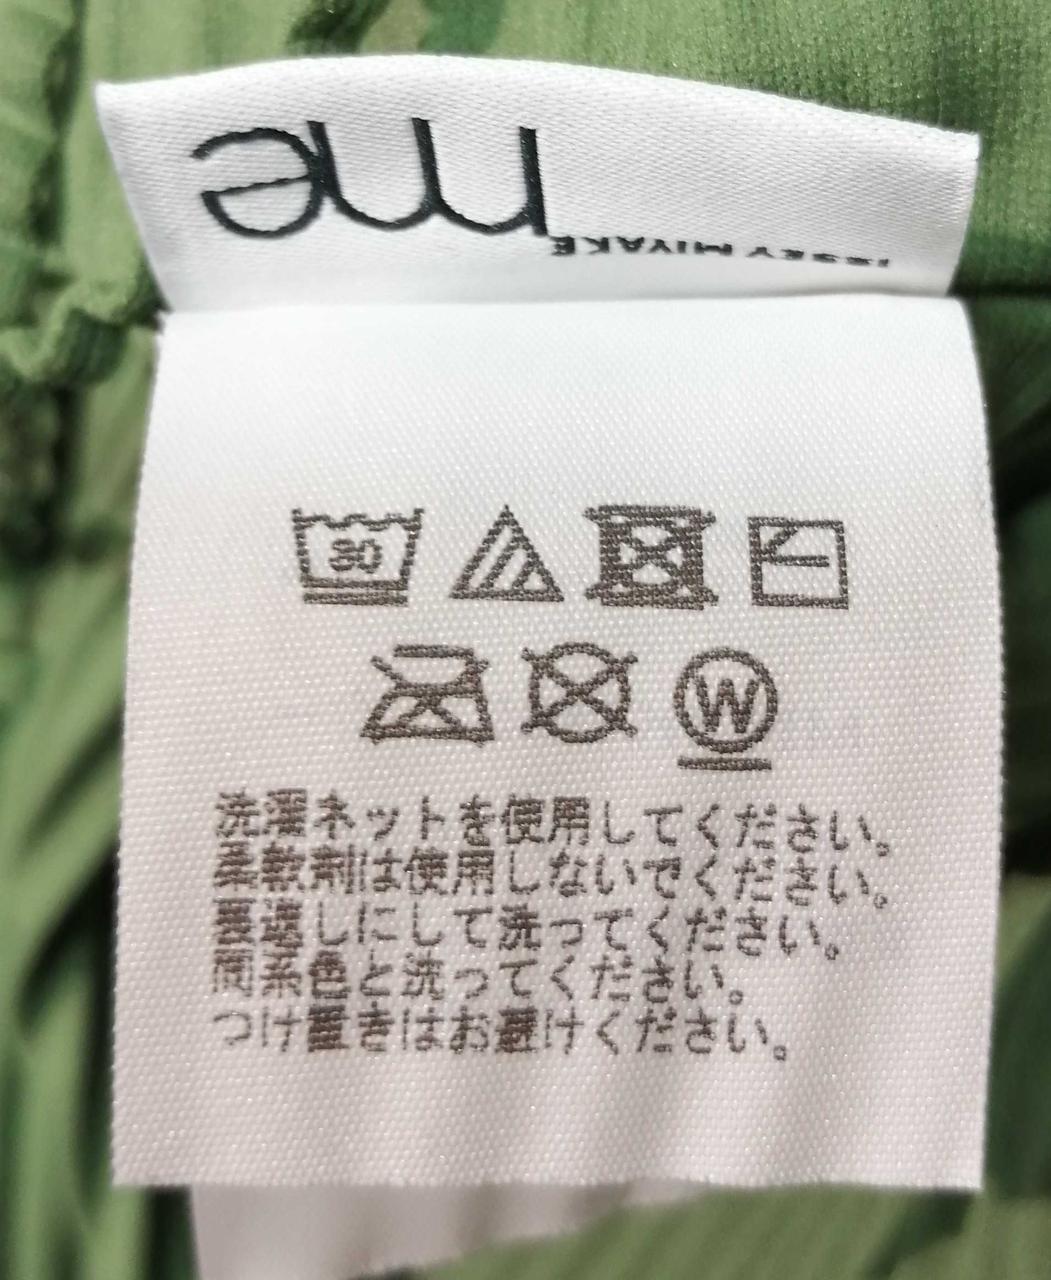 me
ISSEY MIYAKE
30
W
洗濯ネットを使用してください。
柔軟剤は使用しないでください。
裏返しにして洗ってください。
同系色と洗ってください。
つけ置きはお避けください。